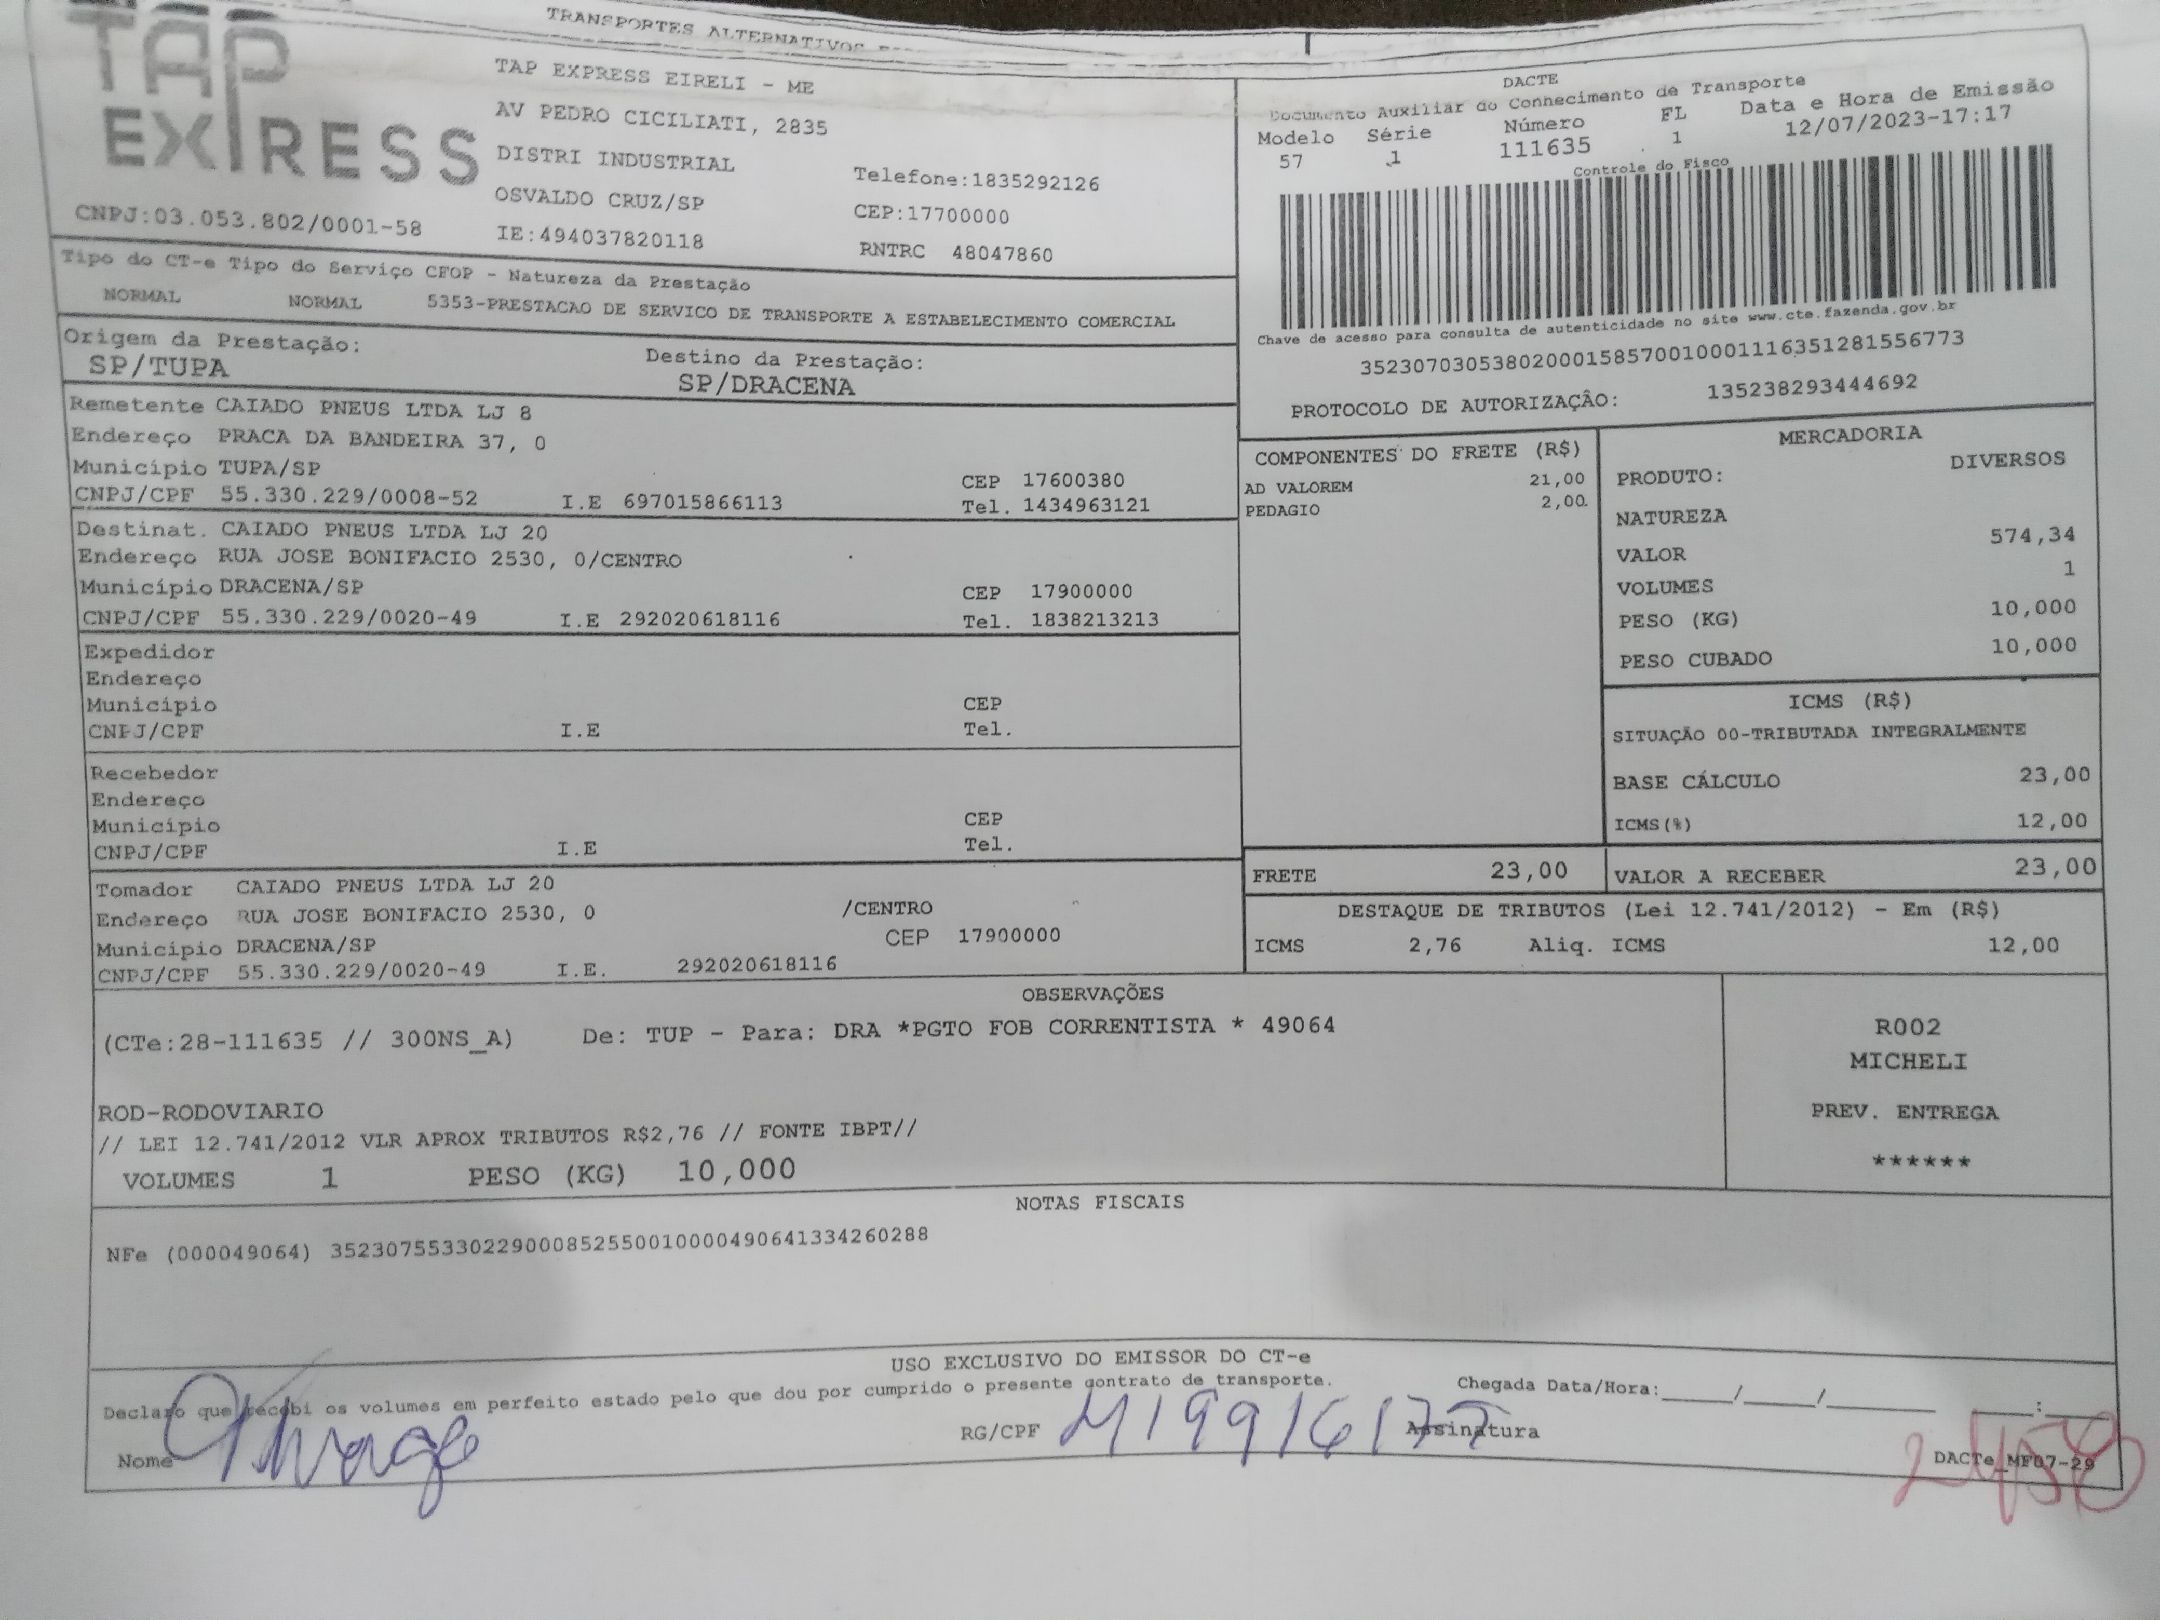 TRANSPORTES ALTERNATIVOS
TAP
EXPRESS
CNPJ:03.053.802/0001-58
TAP EXPRESS EIRELI - ME
AV PEDRO CICILIATI, 2835
DISTRI INDUSTRIAL
Telefone:1835292126
OSVALDO CRUZ/SP
CEP:17700000
IE:494037820118
RNTRC 48047860
DACTE
Documento Auxiliar do Conhecimento de Transporte
Modelo Série Número FL Data e Hora de Emissão
57 1 111635 1 12/07/2023-17:17
Controle do Fisco
Chave de acesso para consulta de autenticidade no site www.cte.fazenda.gov.br
35230703053802000158570010001116351281556773
PROTOCOLO DE AUTORIZAÇÂO: 135238293444692
Tipo do CT-e Tipo do Serviço CFOP - Natureza da Prestação
NORMAL NORMAL 5353-PRESTACAO DE SERVICO DE TRANSPORTE A ESTABELECIMENTO COMERCIAL
Origem da Prestação: Destino da Prestação:
SP/TUPA SP/DRACENA
Remetente CAIADO PNEUS LTDA LJ 8
Endereço PRACA DA BANDEIRA 37, 0
Município TUPA/SP CEP 17600380
CNPJ/CPF 55.330.229/0008-52 I.E 697015866113 Tel. 1434963121
Destinat. CAIADO PNEUS LTDA LJ 20
Endereço RUA JOSE BONIFACIO 2530, 0/CENTRO
Município DRACENA/SP CEP 17900000
CNPJ/CPF 55.330.229/0020-49 I.E 292020618116 Tel. 1838213213
Expedidor
Endereço
Município CEP
CNPJ/CPF I.E Tel.
Recebedor
Endereço
Município CEP
CNPJ/CPF I.E Tel.
Tomador CAIADO PNEUS LTDA LJ 20
Endereço RUA JOSE BONIFACIO 2530, 0 /CENTRO
Município DRACENA/SP CEP 17900000
CNPJ/CPF 55.330.229/0020-49 I.E. 292020618116
COMPONENTES DO FRETE (R$)
AD VALOREM 21,00
PEDAGIO 2,00
MERCADORIA
PRODUTO: DIVERSOS
NATUREZA
VALOR 574,34
VOLUMES 1
PESO (KG) 10,000
PESO CUBADO 10,000
ICMS (R$)
SITUAÇÃO 00-TRIBUTADA INTEGRALMENTE
BASE CÁLCULO 23,00
ICMS(%) 12,00
FRETE 23,00 VALOR A RECEBER 23,00
DESTAQUE DE TRIBUTOS (Lei 12.741/2012) - Em (R$)
ICMS 2,76 Aliq. ICMS 12,00
OBSERVAÇÕES
(CTe:28-111635 // 300NS_A) De: TUP - Para: DRA *PGTO FOB CORRENTISTA * 49064
ROD-RODOVIARIO
// LEI 12.741/2012 VLR APROX TRIBUTOS R$2,76 // FONTE IBPT//
VOLUMES 1 PESO (KG) 10,000
R002
MICHELI
PREV. ENTREGA
******
NOTAS FISCAIS
NFe (000049064) 35230755330229000852550010000490641334260288
USO EXCLUSIVO DO EMISSOR DO CT-e
Declaro que recebi os volumes em perfeito estado pelo que dou por cumprido o presente contrato de transporte. Chegada Data/Hora:____/____/______ ____:____
Nome RG/CPF Assinatura
DACTe_MF07-29